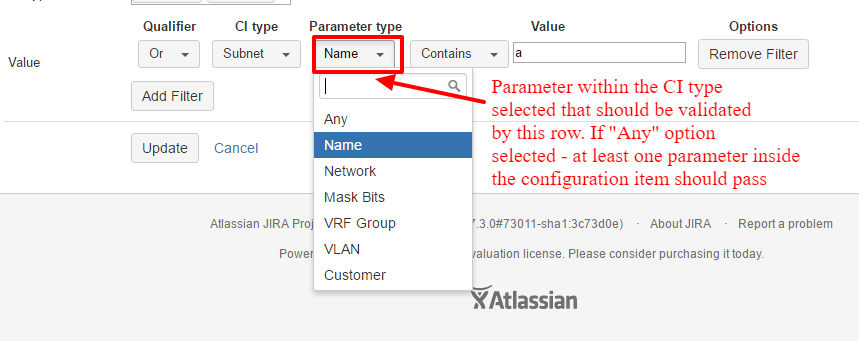 Qualifier CI type Parameter type Value Options
Value Or Subnet Name Contains a Remove Filter
Add Filter
Any
Name
Network
Mask Bits
VRF Group
VLAN
Customer
Parameter within the CI type
selected that should be validated
by this row. If "Any" option
selected - at least one parameter inside
the configuration item should pass
Update Cancel
Atlassian JIRA Proj 7.3.0#73011-sha1:3c73d0e) · About JIRA · Report a problem
Powe valuation license. Please consider purchasing it today.
Atlassian